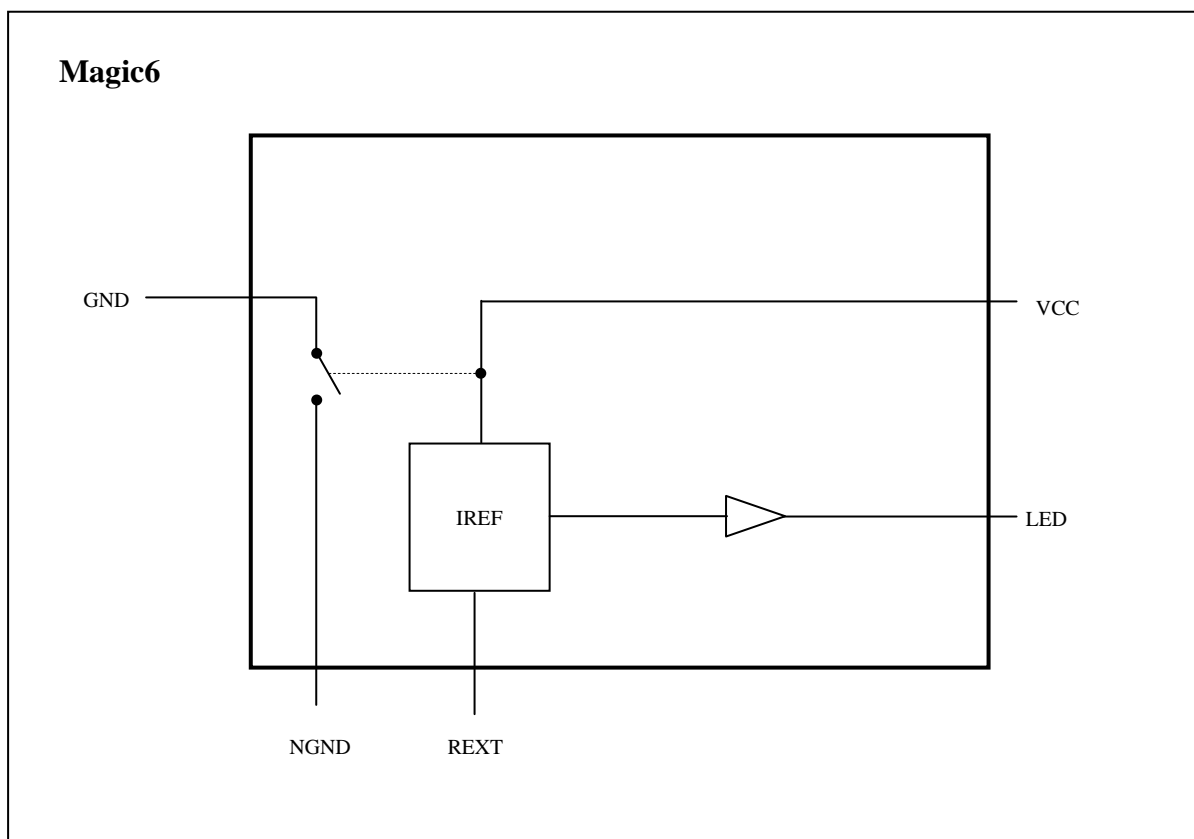 Magic6
GND
VCC
IREF
LED
NGND
REXT